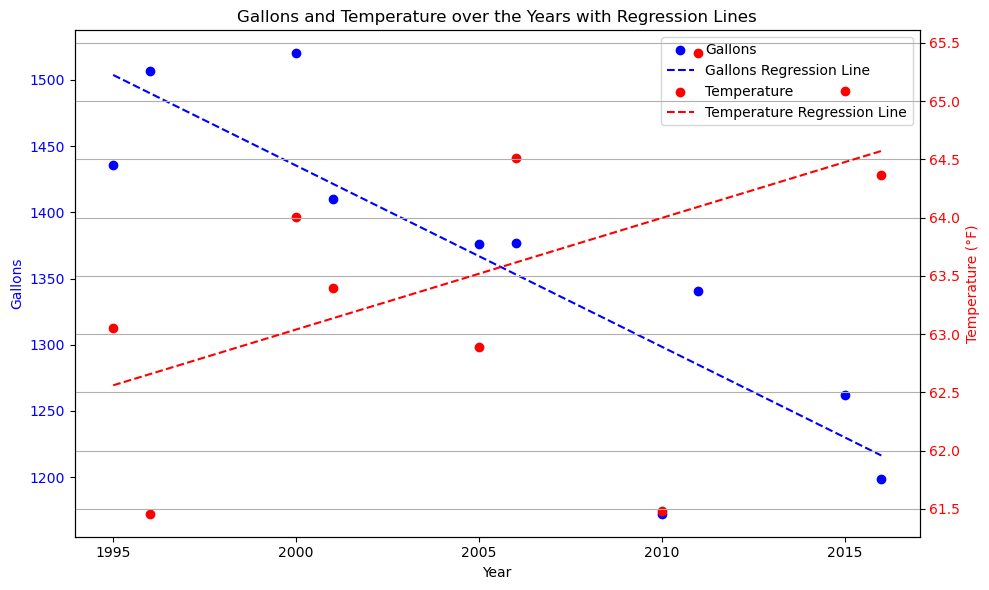 Gallons and Temperature over the Years with Regression Lines
Gallons
Gallons Regression Line
Temperature
Temperature Regression Line
Gallons
1500
1450
1400
1350
1300
1250
1200
65.5
65.0
64.5
64.0
63.5
63.0
62.5
62.0
61.5
Temperature (°F)
1995
2000
2005
2010
2015
Year